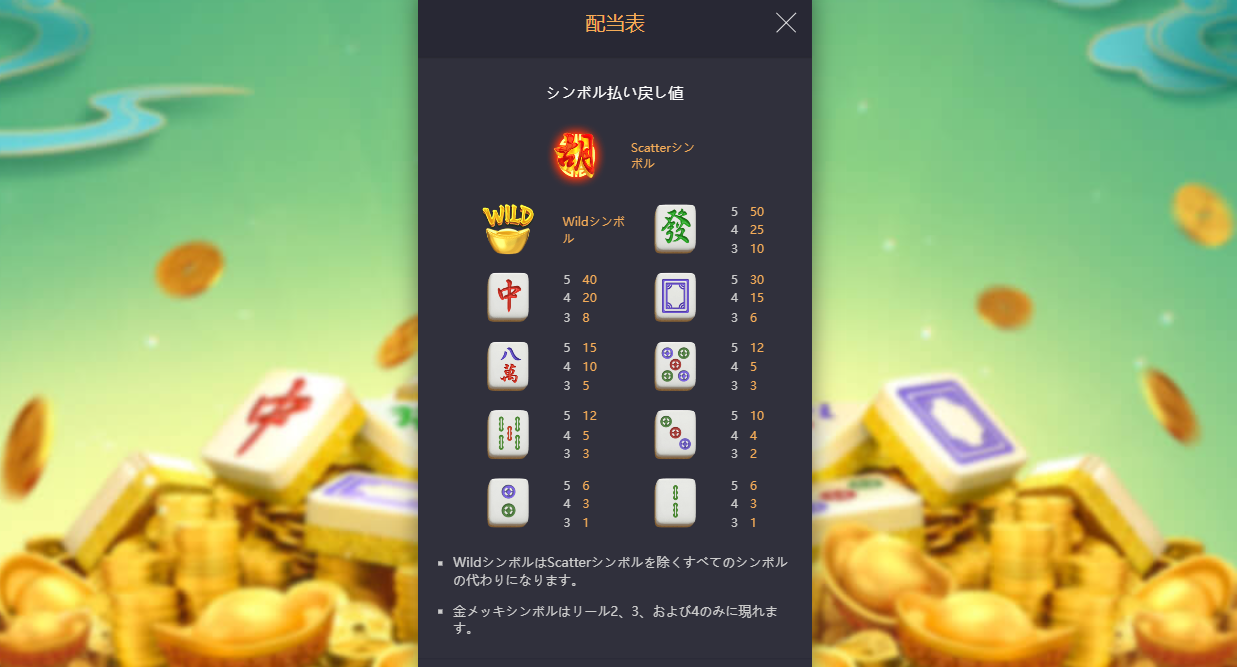 配当表
シンボル払い戻し値
胡
Scatterシン
ボル
WILD
Wildシンボ
ル
發
5 50
4 25
3 10
中
5 40
4 20
3 8
5 30
4 15
3 6
八
萬
5 15
4 10
3 5
5 12
4 5
3 3
5 12
4 5
3 3
5 10
4 4
3 2
5 6
4 3
3 1
5 6
4 3
3 1
▪ WildシンボルはScatterシンボルを除くすべてのシンボル
の代わりになります。
▪ 金メッキシンボルはリール2、3、および4のみに現れま
す。
中